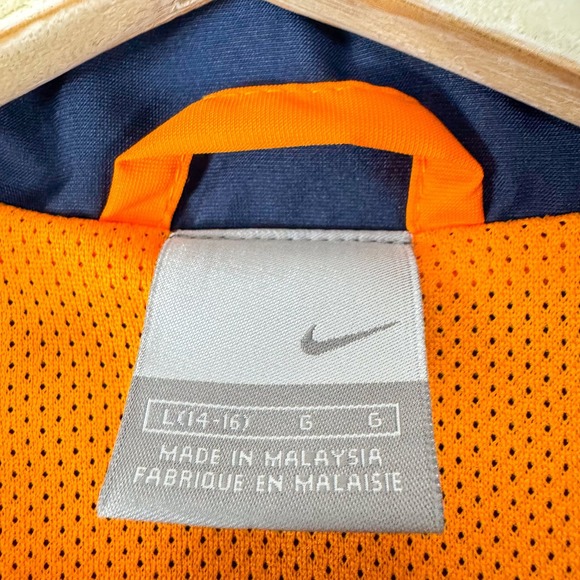 L(14-16) G G
MADE IN MALAYSIA
FABRIQUE EN MALAISIE